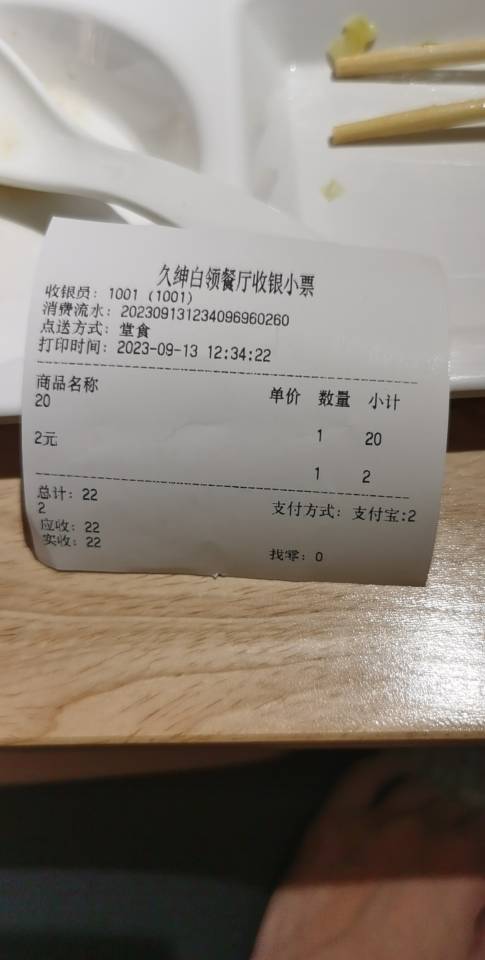 久绅白领餐厅收银小票
收银员: 1001 (1001)
消费流水: 202309131234096960260
点送方式: 堂食
打印时间: 2023-09-13 12:34:22
商品名称 单价 数量 小计
20
1 20
2元
1 2
总计: 22 支付方式: 支付宝:2
2
应收: 22
实收: 22 找零: 0